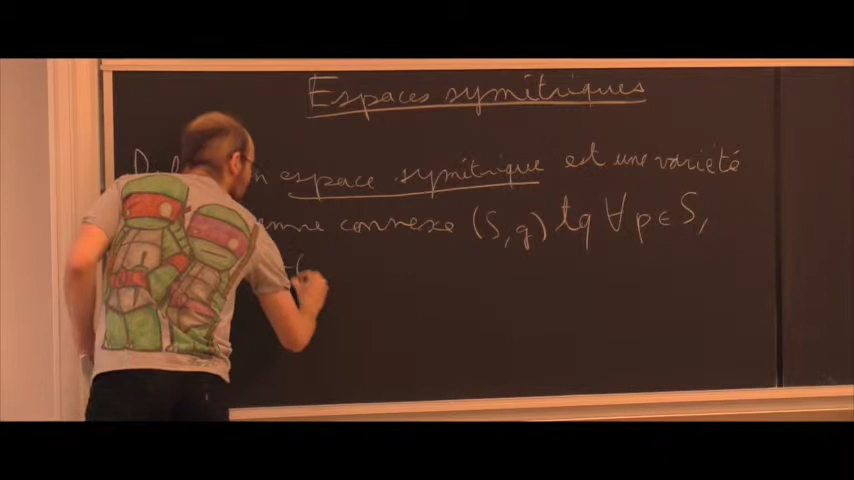 Espaces symétriques
espace symétrique est une variété
connexe (S,g) tq ∀ p ∈ S,